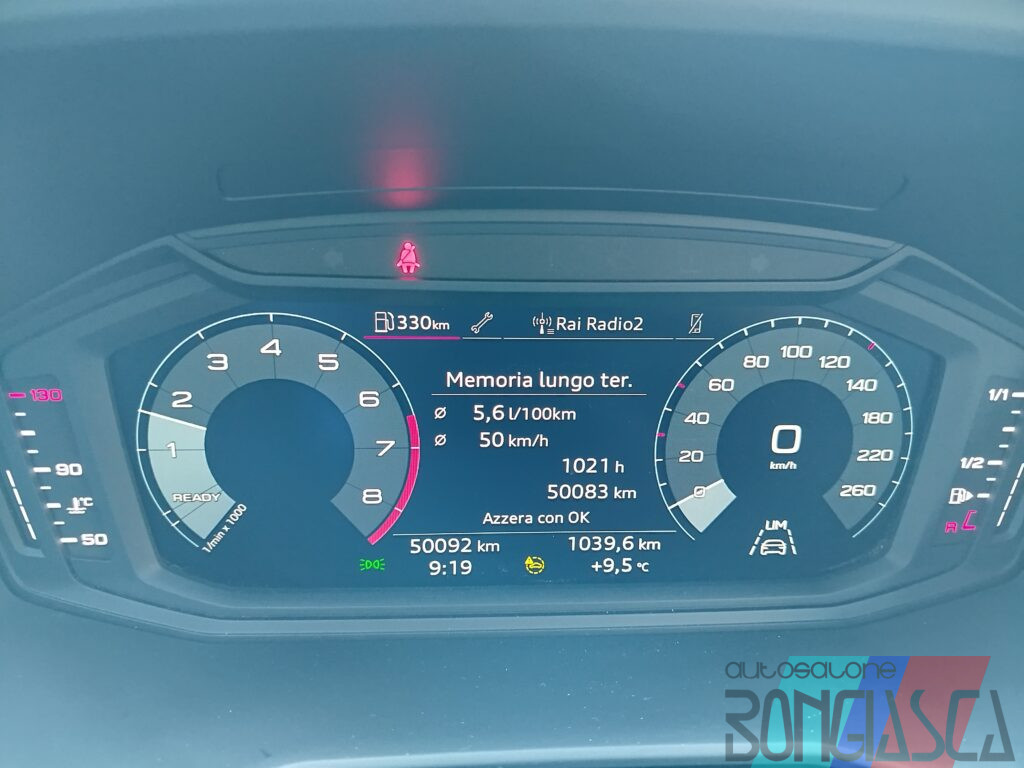 330km
Rai Radio2
Memoria lungo ter.
ø 5,6 l/100km
ø 50 km/h
1021 h
50083 km
Azzera con OK
50092 km
1039,6 km
9:19
+9,5 °C
READY
1
2
3
4
5
6
7
8
1/min x 1000
0
20
40
60
80
100
120
140
180
220
260
0
km/h
LIM
130
90
°C
50
1/1
1/2
R
autosalone
BONGIASCA